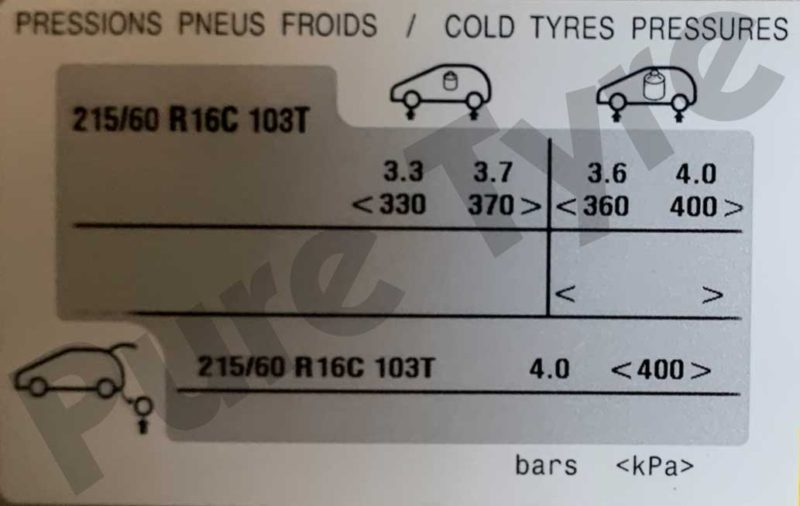 PRESSIONS PNEUS FROIDS / COLD TYRES PRESSURES
215/60 R16C 103T
3.3 3.7 3.6 4.0
<330 370> <360 400>
< >
215/60 R16C 103T 4.0 <400>
bars <kPa>
Pure Tyre